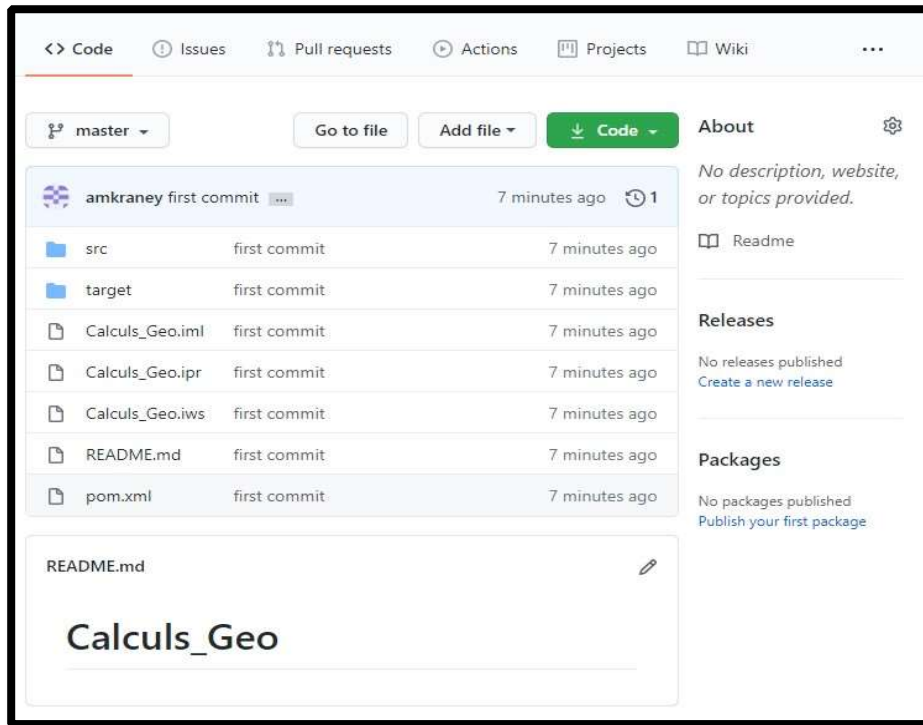 <> Code Issues Pull requests Actions Projects Wiki ...
master Go to file Add file Code
amkraney first commit ... 7 minutes ago 1
src first commit 7 minutes ago
target first commit 7 minutes ago
Calculs_Geo.iml first commit 7 minutes ago
Calculs_Geo.ipr first commit 7 minutes ago
Calculs_Geo.iws first commit 7 minutes ago
README.md first commit 7 minutes ago
pom.xml first commit 7 minutes ago
README.md
Calculs_Geo
About
No description, website,
or topics provided.
Readme
Releases
No releases published
Create a new release
Packages
No packages published
Publish your first package